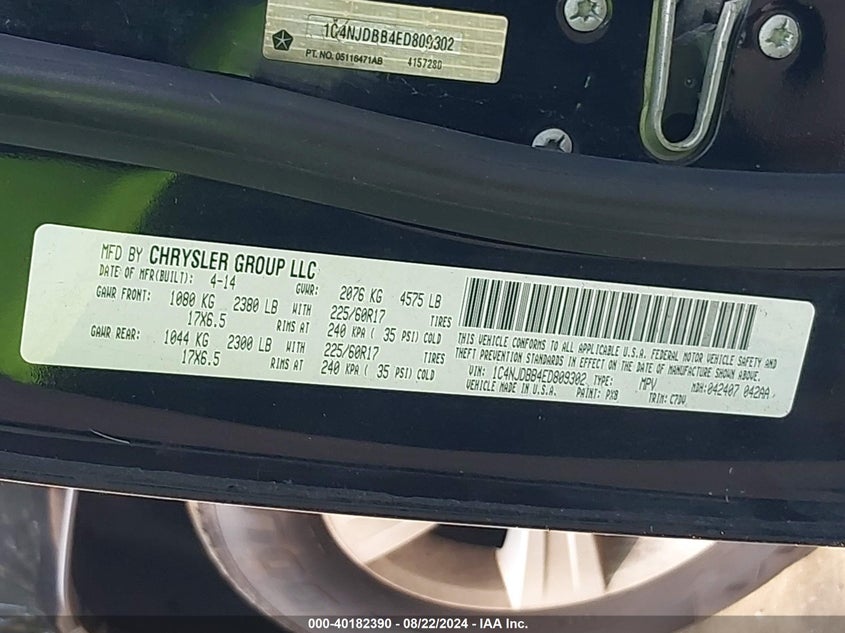 1C4NJDBB4ED809302
PT. NO. 05116471AB 4157280
MFD BY CHRYSLER GROUP LLC
DATE OF MFR(BUILT): 4-14 GVWR: 2076 KG 4575 LB
GAWR FRONT: 1080 KG 2380 LB WITH 225/60R17 TIRES
17X6.5 RIMS AT 240 KPA ( 35 PSI) COLD
GAWR REAR: 1044 KG 2300 LB WITH 225/60R17 TIRES
17X6.5 RIMS AT 240 KPA ( 35 PSI) COLD
THIS VEHICLE CONFORMS TO ALL APPLICABLE U.S.A. FEDERAL MOTOR VEHICLE SAFETY AND
THEFT PREVENTION STANDARDS IN EFFECT ON THE DATE OF MANUFACTURE SHOWN ABOVE.
VIN: 1C4NJDBB4ED809302 TYPE: MPV MDH:042407 042AA
VEHICLE MADE IN U.S.A. PAINT: PX8 TRIM: C7DV
000-40182390 - 08/22/2024 - IAA Inc.